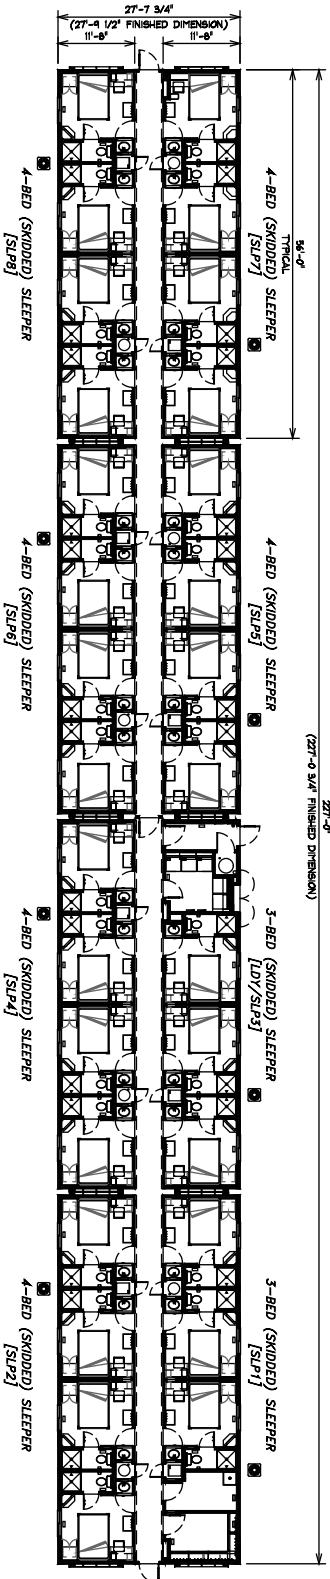 27'-7 3/4"
(27'-9 1/2" FINISHED DIMENSION)
11'-8"
11'-8"
56'-0"
TYPICAL
4-BED (SKIDDED) SLEEPER
[SLP8]
4-BED (SKIDDED) SLEEPER
[SLP7]
4-BED (SKIDDED) SLEEPER
[SLP6]
4-BED (SKIDDED) SLEEPER
[SLP5]
227'-0"
(227'-0 3/4" FINISHED DIMENSION)
4-BED (SKIDDED) SLEEPER
[SLP4]
3-BED (SKIDDED) SLEEPER
[LDY/SLP3]
4-BED (SKIDDED) SLEEPER
[SLP2]
3-BED (SKIDDED) SLEEPER
[SLP1]